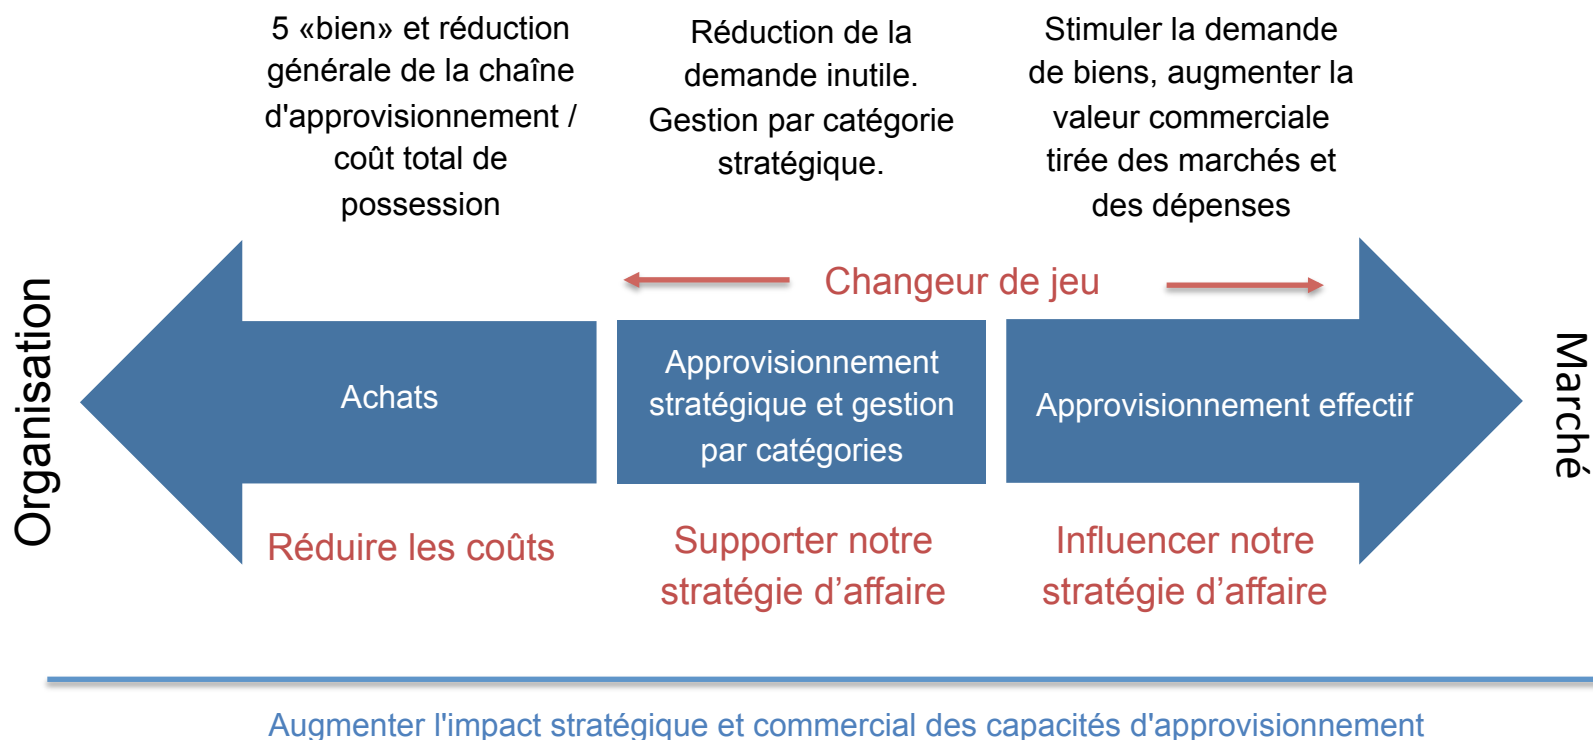 5 «bien» et réduction
générale de la chaîne
d'approvisionnement /
coût total de
possession
Réduction de la
demande inutile.
Gestion par catégorie
stratégique.
Stimuler la demande
de biens, augmenter la
valeur commerciale
tirée des marchés et
des dépenses
Changeur de jeu
Organisation
Achats
Approvisionnement
stratégique et gestion
par catégories
Approvisionnement effectif
Marché
Réduire les coûts
Supporter notre
stratégie d’affaire
Influencer notre
stratégie d’affaire
Augmenter l'impact stratégique et commercial des capacités d'approvisionnement